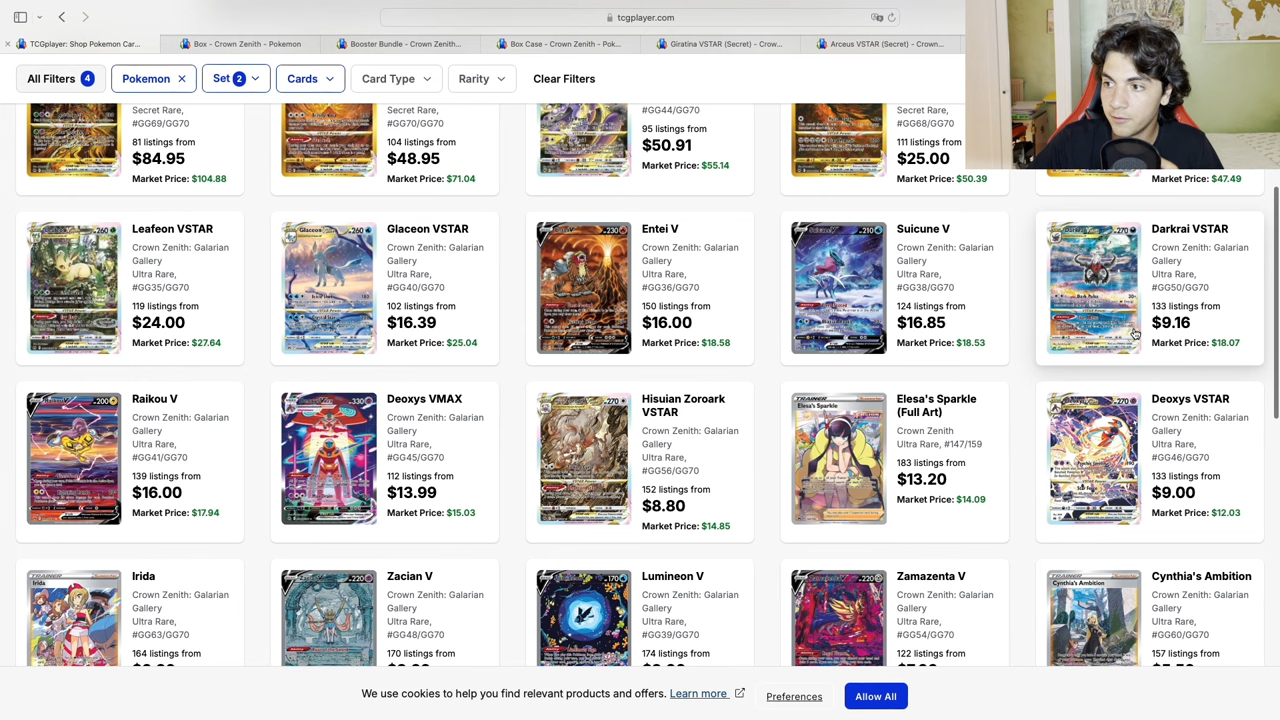 tcgplayer.com
TCGplayer: Shop Pokemon Car...
Box - Crown Zenith - Pokemon
Booster Bundle - Crown Zenith...
Box Case - Crown Zenith - Pok...
Giratina VSTAR (Secret) - Crow...
Arceus VSTAR (Secret) - Crown...
All Filters 4
Pokemon ×
Set 2
Cards
Card Type
Rarity
Clear Filters
Secret Rare,
#GG69/GG70
81 listings from
$84.95
Market Price: $104.88
Secret Rare,
#GG70/GG70
104 listings from
$48.95
Market Price: $71.04
#GG44/GG70
95 listings from
$50.91
Market Price: $55.14
Secret Rare,
#GG68/GG70
111 listings from
$25.00
Market Price: $50.39
Market Price: $47.49
Leafeon VSTAR
Crown Zenith: Galarian
Gallery
Ultra Rare,
#GG35/GG70
119 listings from
$24.00
Market Price: $27.64
Glaceon VSTAR
Crown Zenith: Galarian
Gallery
Ultra Rare,
#GG40/GG70
102 listings from
$16.39
Market Price: $25.04
Entei V
Crown Zenith: Galarian
Gallery
Ultra Rare,
#GG36/GG70
150 listings from
$16.00
Market Price: $18.58
Suicune V
Crown Zenith: Galarian
Gallery
Ultra Rare,
#GG38/GG70
124 listings from
$16.85
Market Price: $18.53
Darkrai VSTAR
Crown Zenith: Galarian
Gallery
Ultra Rare,
#GG50/GG70
133 listings from
$9.16
Market Price: $18.07
Raikou V
Crown Zenith: Galarian
Gallery
Ultra Rare,
#GG41/GG70
139 listings from
$16.00
Market Price: $17.94
Deoxys VMAX
Crown Zenith: Galarian
Gallery
Ultra Rare,
#GG45/GG70
112 listings from
$13.99
Market Price: $15.03
Hisuian Zoroark
VSTAR
Crown Zenith: Galarian
Gallery
Ultra Rare,
#GG56/GG70
152 listings from
$8.80
Market Price: $14.85
Elesa's Sparkle
(Full Art)
Crown Zenith
Ultra Rare, #147/159
183 listings from
$13.20
Market Price: $14.09
Deoxys VSTAR
Crown Zenith: Galarian
Gallery
Ultra Rare,
#GG46/GG70
133 listings from
$9.00
Market Price: $12.03
Irida
Crown Zenith: Galarian
Gallery
Ultra Rare,
#GG63/GG70
164 listings from
Zacian V
Crown Zenith: Galarian
Gallery
Ultra Rare,
#GG48/GG70
170 listings from
Lumineon V
Crown Zenith: Galarian
Gallery
Ultra Rare,
#GG39/GG70
174 listings from
Zamazenta V
Crown Zenith: Galarian
Gallery
Ultra Rare,
#GG54/GG70
122 listings from
Cynthia's Ambition
Crown Zenith: Galarian
Gallery
Ultra Rare,
#GG60/GG70
157 listings from
We use cookies to help you find relevant products and offers. Learn more
Preferences
Allow All